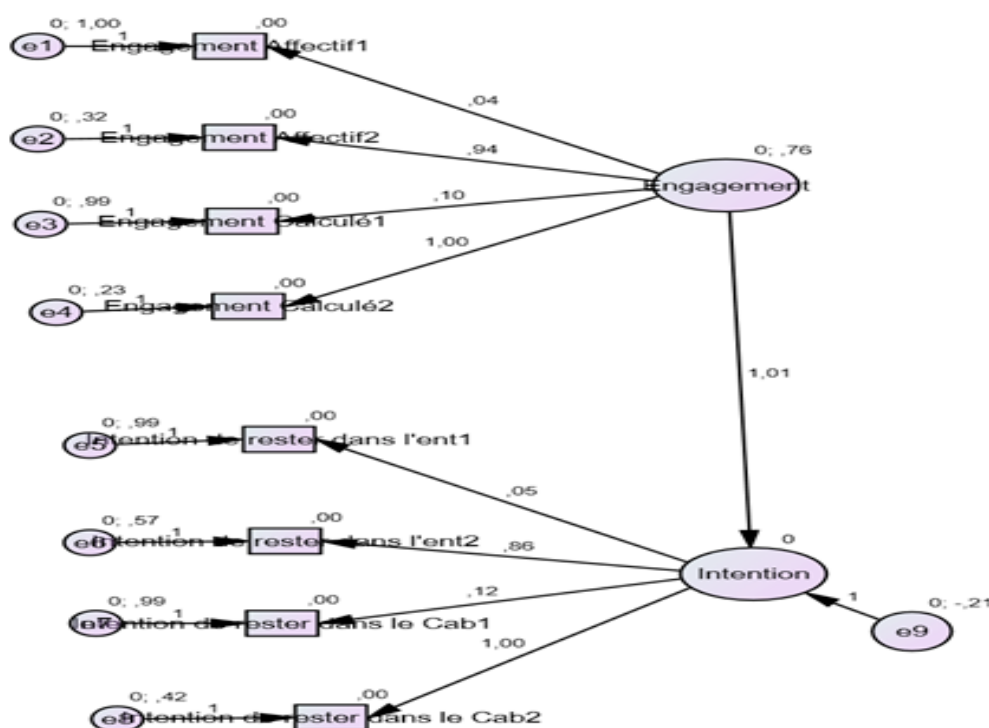 0; 1,00
,00
e1
1
Engagement Affectif1
,04
0; ,32
,00
e2
1
Engagement Affectif2
,94
0; ,76
Engagement
0; ,99
,00
e3
1
Engagement Calculé1
,10
1,00
0; ,23
,00
e4
1
Engagement Calculé2
1,01
0; ,99
,00
e5
1
Intention de rester dans l'ent1
,05
0; ,57
,00
e6
1
Intention de rester dans l'ent2
,86
0
Intention
0; ,99
,00
e7
1
Intention de rester dans le Cab1
,12
1
0; -,21
e9
1,00
0; ,42
,00
e8
1
Intention de rester dans le Cab2